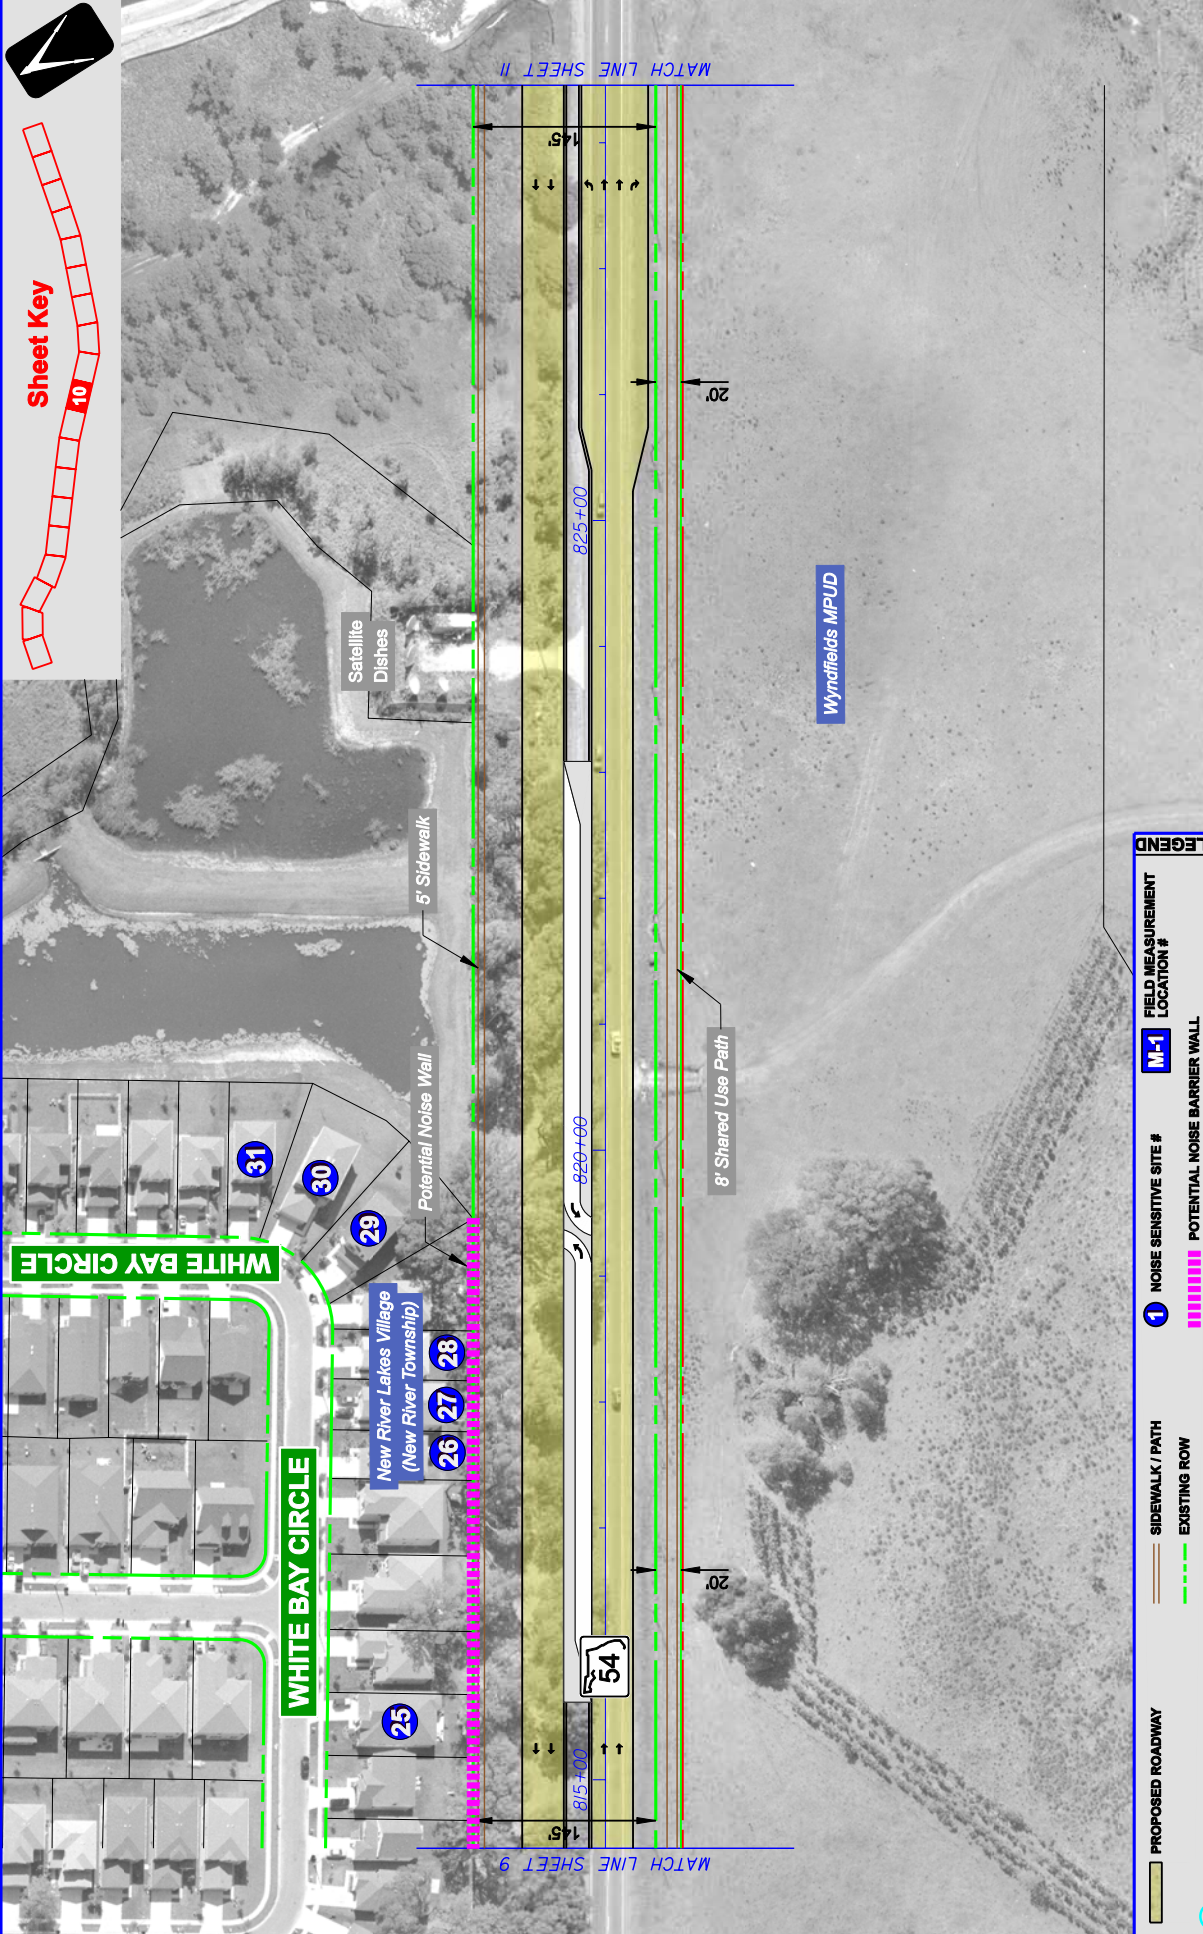 Sheet Key
10
MATCH LINE SHEET 11
145'
20'
825+00
Satellite
Dishes
Wyndfields MPUD
5' Sidewalk
Potential Noise Wall
820+00
8' Shared Use Path
31
30
29
WHITE BAY CIRCLE
New River Lakes Village
(New River Township)
28
27
26
WHITE BAY CIRCLE
25
54
20'
815+00
145'
MATCH LINE SHEET 9
LEGEND
PROPOSED ROADWAY
SIDEWALK / PATH
EXISTING ROW
1
NOISE SENSITIVE SITE #
POTENTIAL NOISE BARRIER WALL
M-1
FIELD MEASUREMENT
LOCATION #